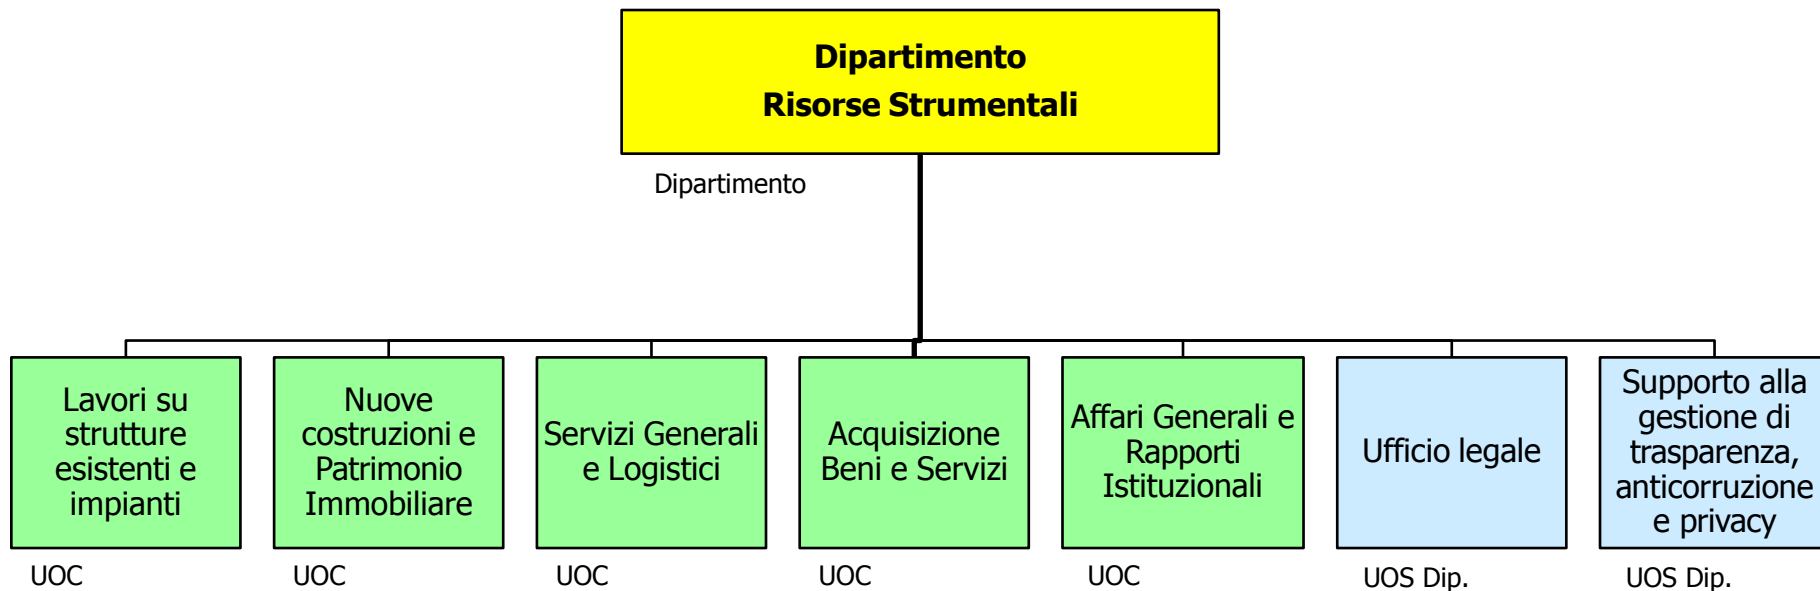 Dipartimento
Risorse Strumentali
Dipartimento
Lavori su
strutture
esistenti e
impianti
UOC
Nuove
costruzioni e
Patrimonio
Immobiliare
UOC
Servizi Generali
e Logistici
UOC
Acquisizione
Beni e Servizi
UOC
Affari Generali e
Rapporti
Istituzionali
UOC
Ufficio legale
UOS Dip.
Supporto alla
gestione di
trasparenza,
anticorruzione
e privacy
UOS Dip.